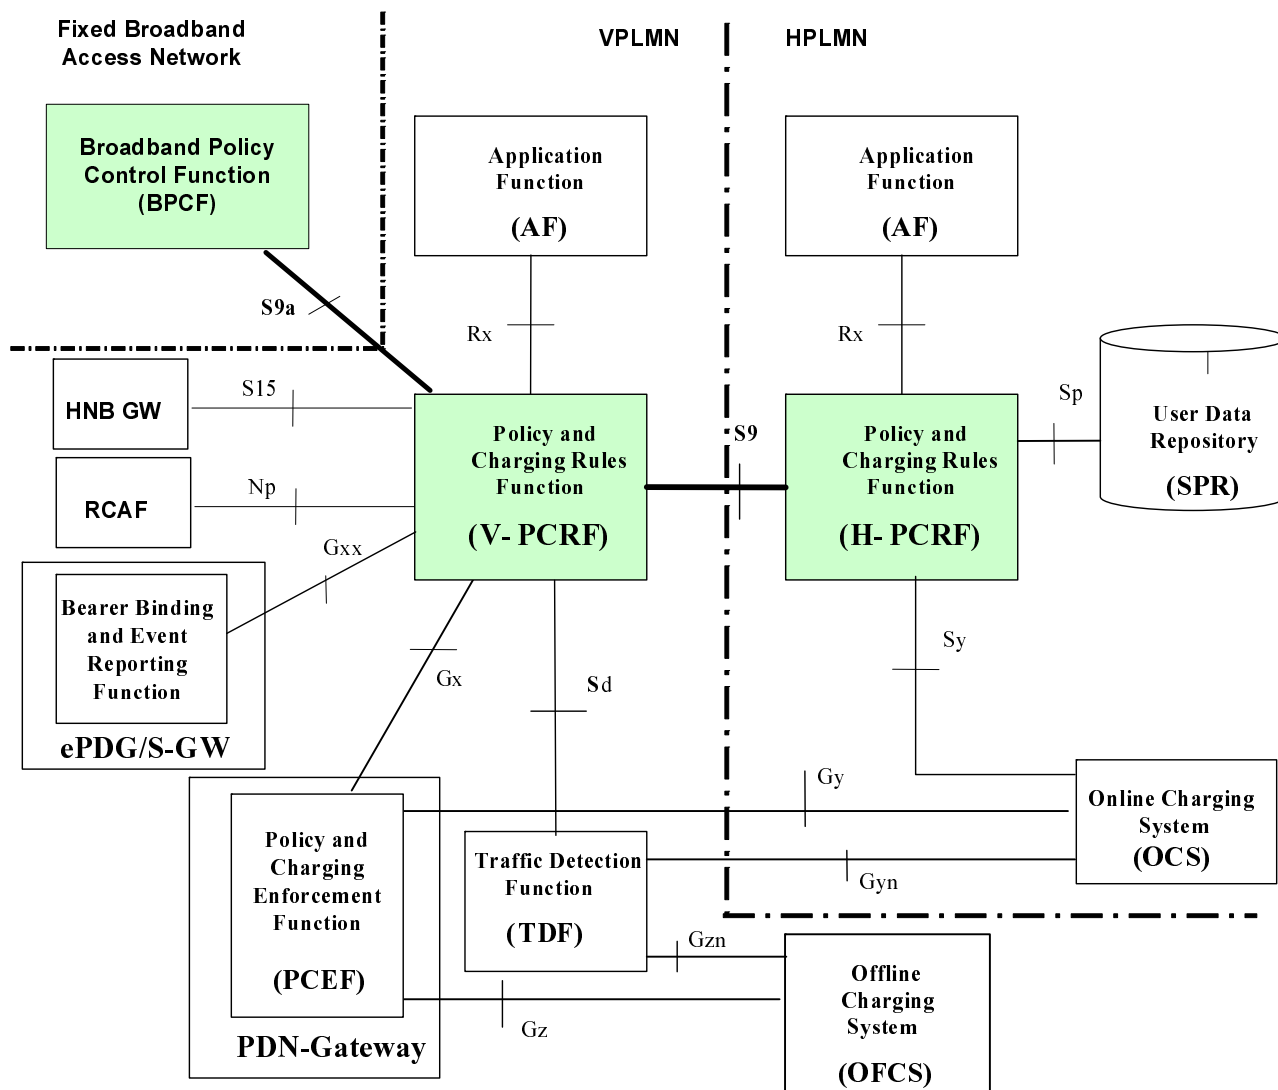 Fixed Broadband
Access Network
VPLMN
HPLMN
Broadband Policy
Control Function
(BPCF)
Application
Function
(AF)
Application
Function
(AF)
S9a
Rx
Rx
HNB GW
S15
Policy and
Charging Rules
Function
(V- PCRF)
S9
Policy and
Charging Rules
Function
(H- PCRF)
Sp
User Data
Repository
(SPR)
RCAF
Np
Gxx
Bearer Binding
and Event
Reporting
Function
ePDG/S-GW
Gx
Sd
Sy
Gy
Policy and
Charging
Enforcement
Function
(PCEF)
PDN-Gateway
Traffic Detection
Function
(TDF)
Online Charging
System
(OCS)
Gyn
Gzn
Gz
Offline
Charging
System
(OFCS)